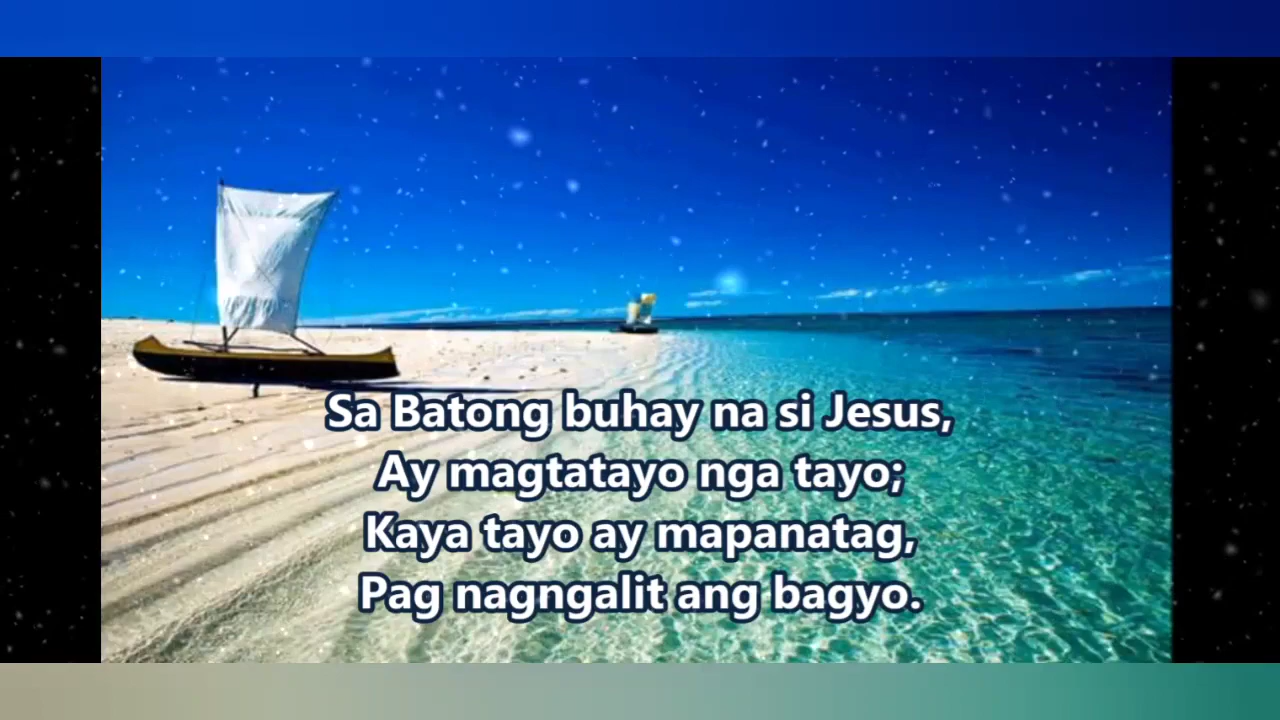 Sa Batong buhay na si Jesus,
Ay magtatayo nga tayo;
Kaya tayo ay mapanatag,
Pag nagngalit ang bagyo.